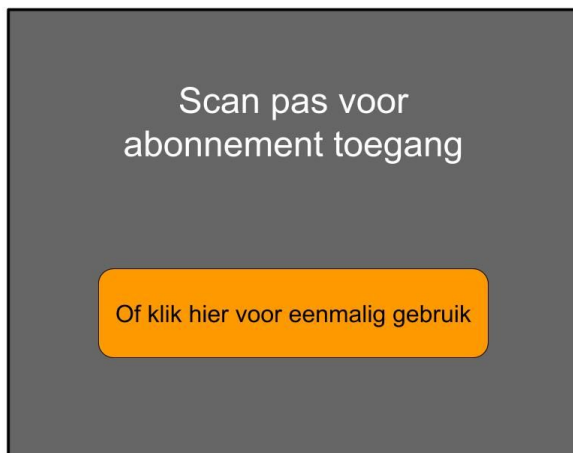 Scan pas voor
abonnement toegang
Of klik hier voor eenmalig gebruik